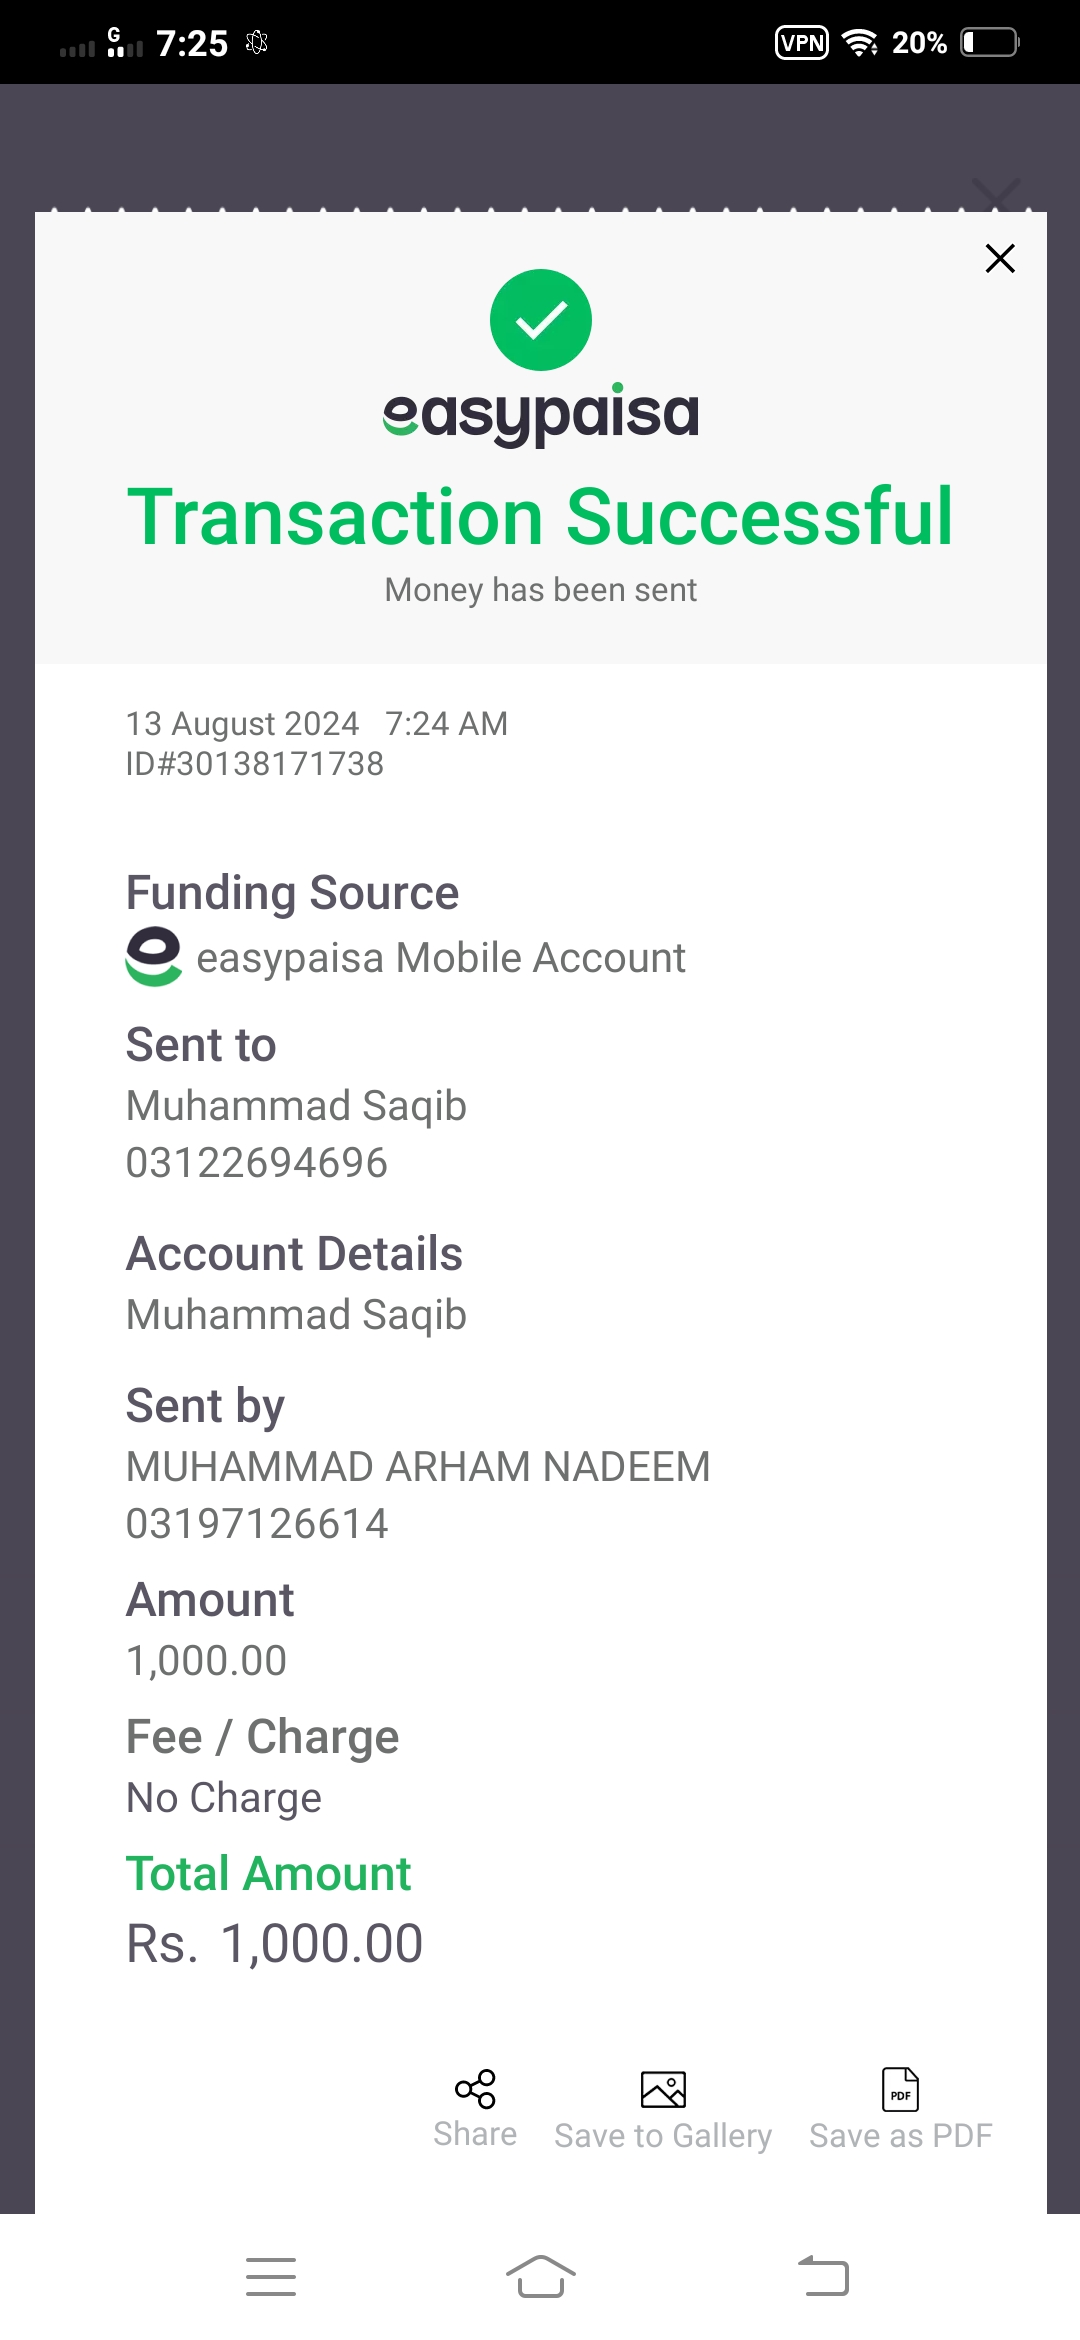 G 7:25 VPN 20%
easypaisa
Transaction Successful
Money has been sent
13 August 2024 7:24 AM
ID#30138171738
Funding Source
easypaisa Mobile Account
Sent to
Muhammad Saqib
03122694696
Account Details
Muhammad Saqib
Sent by
MUHAMMAD ARHAM NADEEM
03197126614
Amount
1,000.00
Fee / Charge
No Charge
Total Amount
Rs. 1,000.00
PDF
Share Save to Gallery Save as PDF